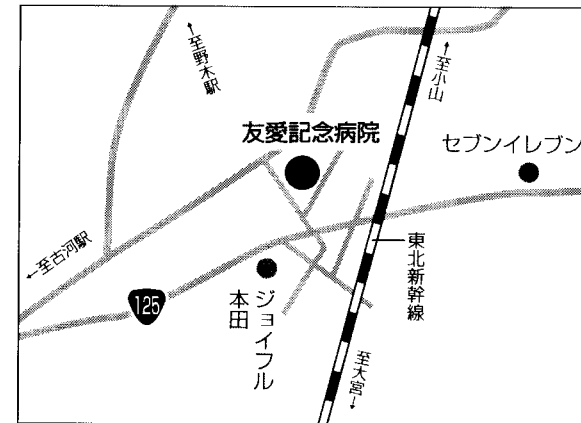 ←至野木駅
←至小山
友愛記念病院
セブンイレブン
←至古河駅
東北新幹線
125
ジョイフル
本田
至大宮→